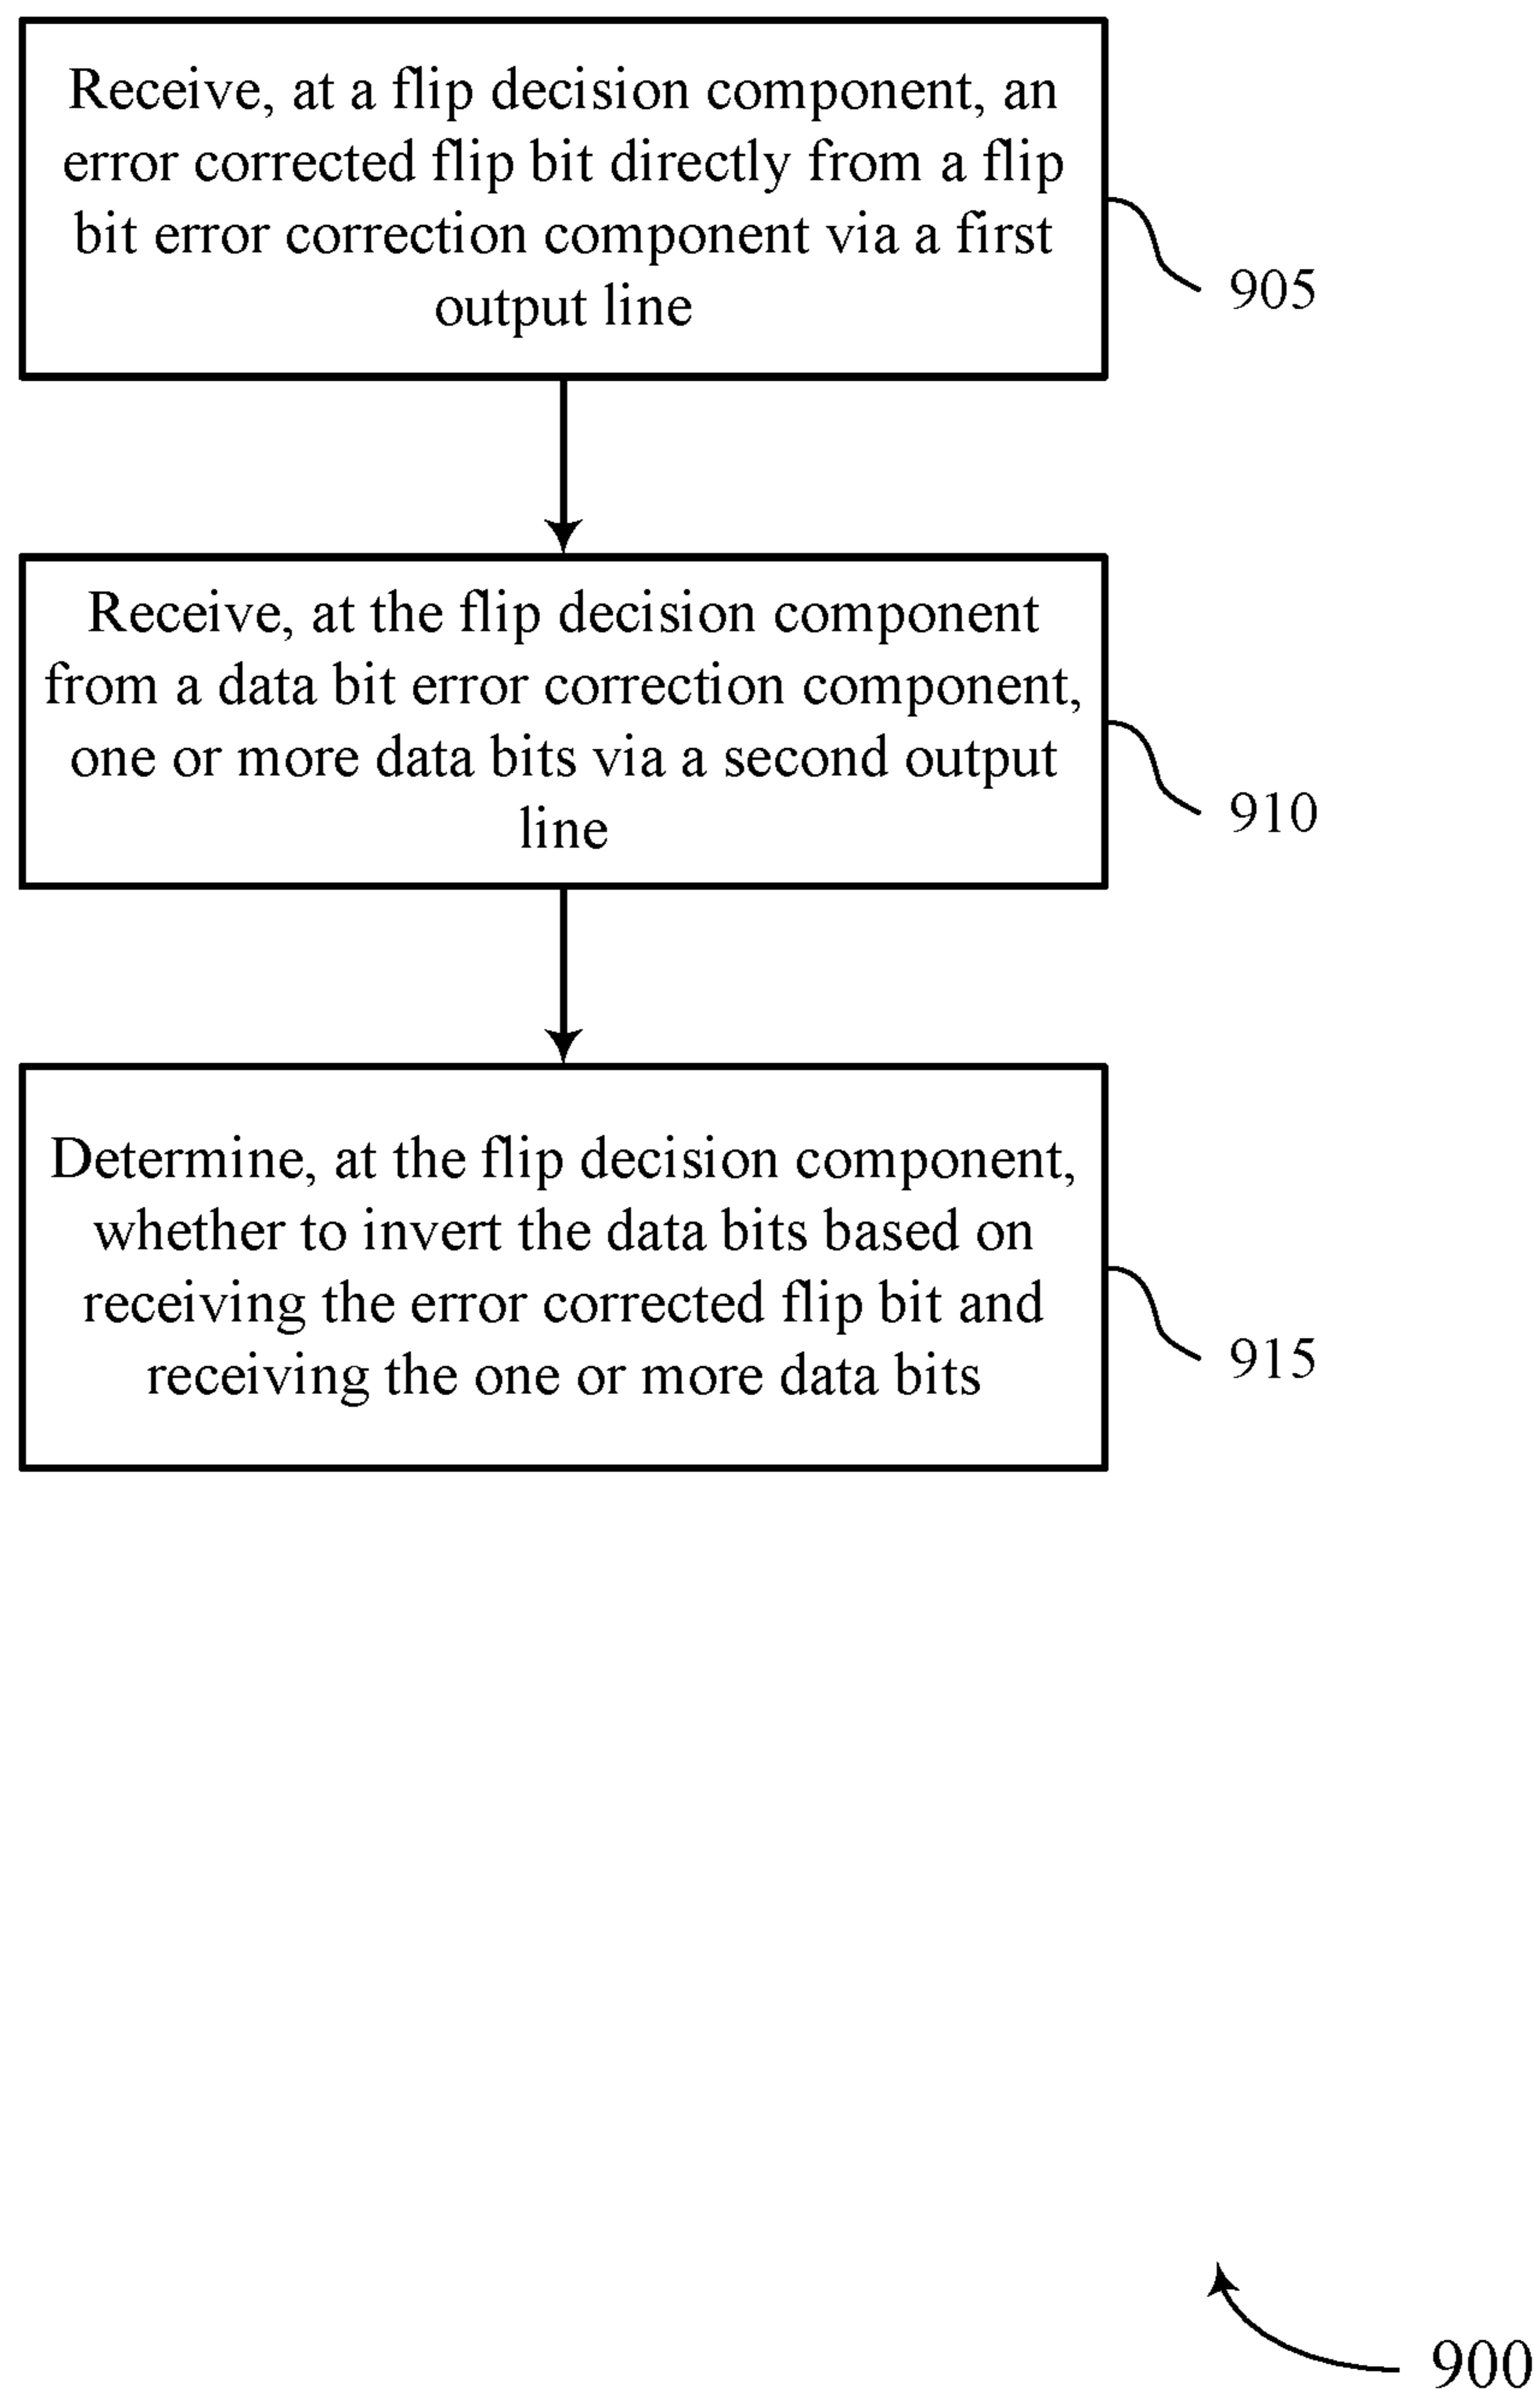 Receive, at a flip decision component, an
error corrected flip bit directly from a flip
bit error correction component via a first
output line
905
Receive, at the flip decision component
from a data bit error correction component,
one or more data bits via a second output
line
910
Determine, at the flip decision component,
whether to invert the data bits based on
receiving the error corrected flip bit and
receiving the one or more data bits
915
900